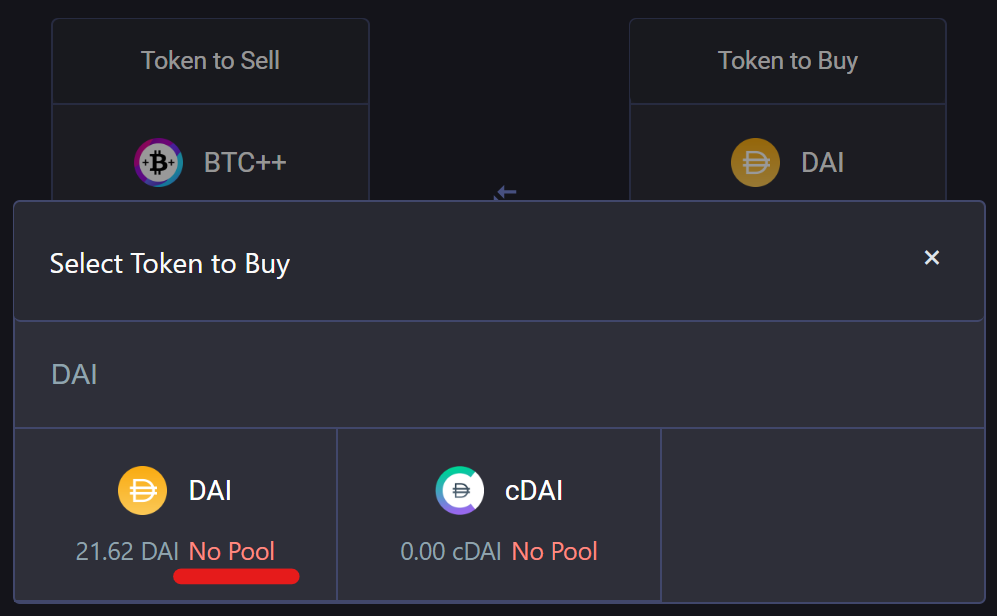 Token to Sell
Token to Buy
BTC++
DAI
Select Token to Buy
×
DAI
DAI
cDAI
21.62 DAI No Pool
0.00 cDAI No Pool